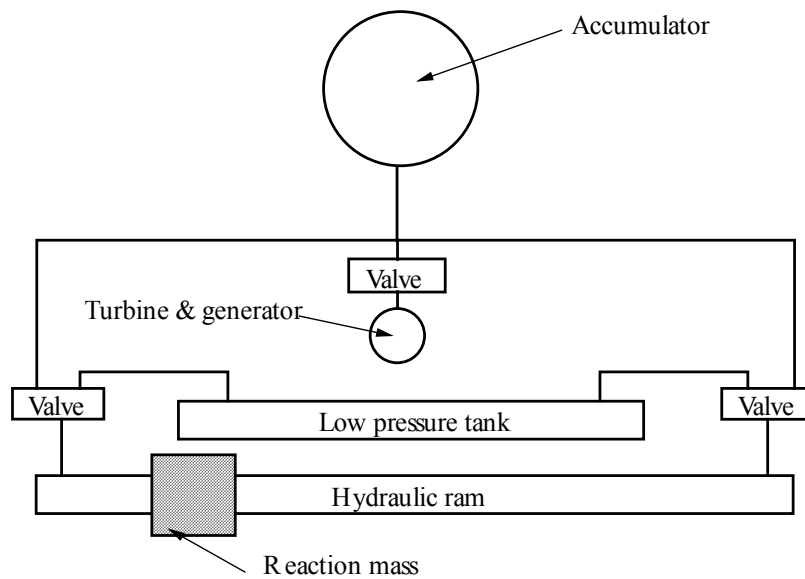 Accumulator
Valve
Turbine & generator
Valve
Valve
Low pressure tank
Hydraulic ram
Reaction mass